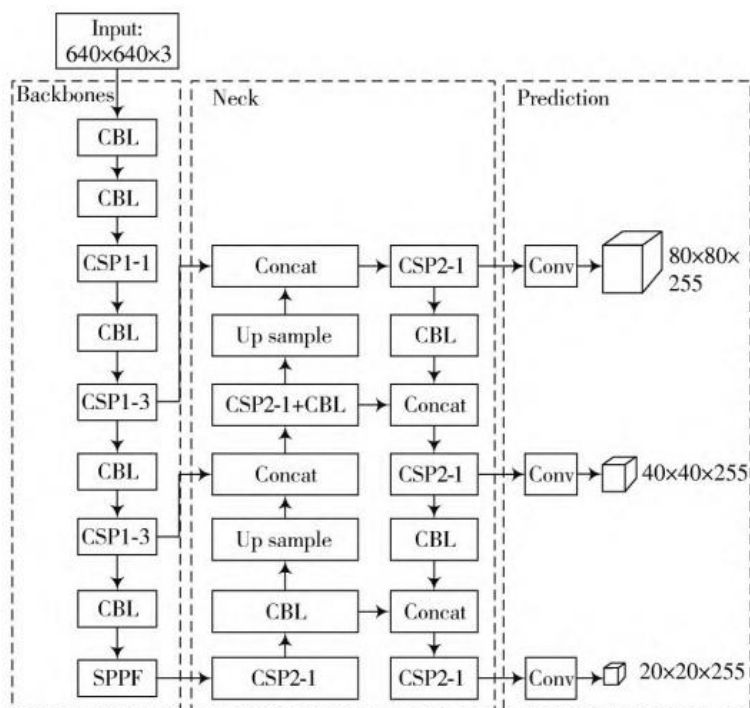 Input:
640×640×3
Backbones
CBL
CBL
CSP1-1
CBL
CSP1-3
CBL
CSP1-3
CBL
SPPF
Neck
Concat
Up sample
CSP2-1+CBL
Concat
Up sample
CBL
CSP2-1
CSP2-1
CBL
Concat
CSP2-1
CBL
Concat
CSP2-1
Prediction
Conv
80×80×
255
Conv
40×40×255
Conv
20×20×255